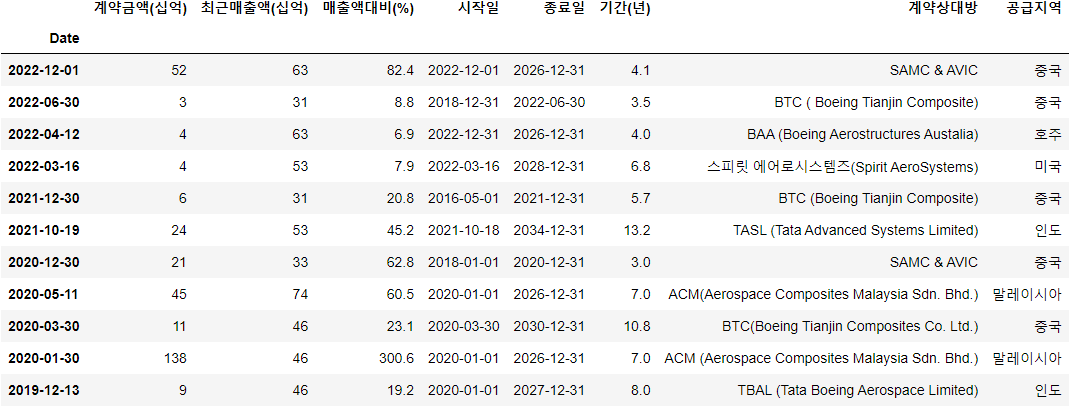 계약금액(십억) 최근매출액(십억) 매출액대비(%) 시작일 종료일 기간(년) 계약상대방 공급지역
Date
2022-12-01 52 63 82.4 2022-12-01 2026-12-31 4.1 SAMC & AVIC 중국
2022-06-30 3 31 8.8 2018-12-31 2022-06-30 3.5 BTC ( Boeing Tianjin Composite) 중국
2022-04-12 4 63 6.9 2022-12-31 2026-12-31 4.0 BAA (Boeing Aerostructures Austalia) 호주
2022-03-16 4 53 7.9 2022-03-16 2028-12-31 6.8 스피릿 에어로시스템즈(Spirit AeroSystems) 미국
2021-12-30 6 31 20.8 2016-05-01 2021-12-31 5.7 BTC (Boeing Tianjin Composite) 중국
2021-10-19 24 53 45.2 2021-10-18 2034-12-31 13.2 TASL (Tata Advanced Systems Limited) 인도
2020-12-30 21 33 62.8 2018-01-01 2020-12-31 3.0 SAMC & AVIC 중국
2020-05-11 45 74 60.5 2020-01-01 2026-12-31 7.0 ACM(Aerospace Composites Malaysia Sdn. Bhd.) 말레이시아
2020-03-30 11 46 23.1 2020-03-30 2030-12-31 10.8 BTC(Boeing Tianjin Composites Co. Ltd.) 중국
2020-01-30 138 46 300.6 2020-01-01 2026-12-31 7.0 ACM (Aerospace Composites Malaysia Sdn. Bhd.) 말레이시아
2019-12-13 9 46 19.2 2020-01-01 2027-12-31 8.0 TBAL (Tata Boeing Aerospace Limited) 인도